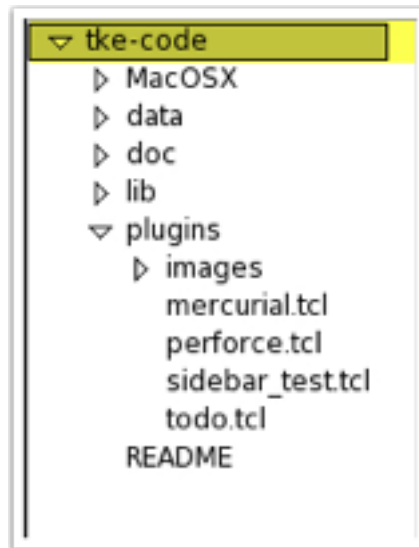 tke-code
MacOSX
data
doc
lib
plugins
images
mercurial.tcl
perforce.tcl
sidebar_test.tcl
todo.tcl
README